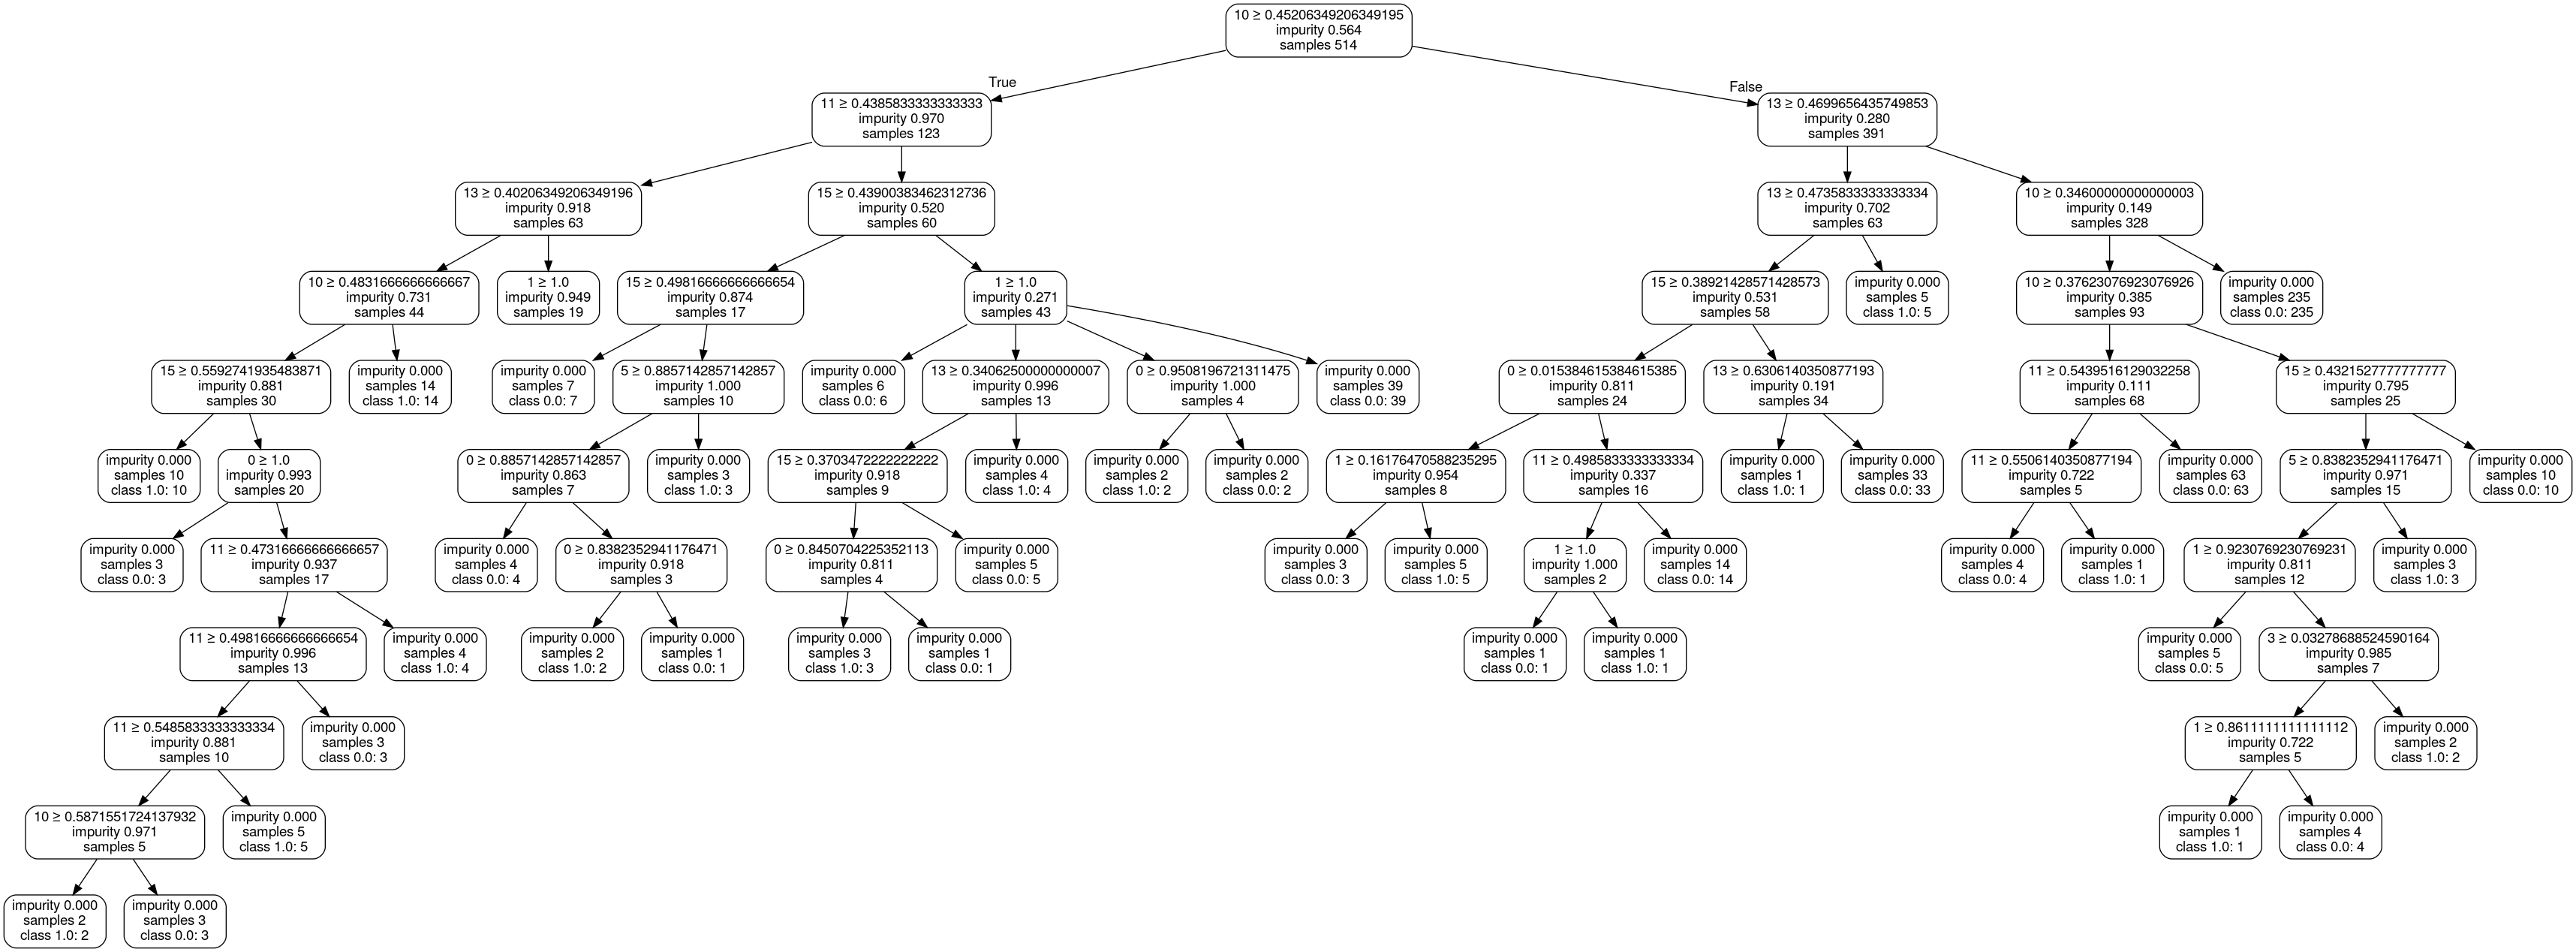 10 ≥ 0.45206349206349195
impurity 0.564
samples 514
True
False
11 ≥ 0.4385833333333333
impurity 0.970
samples 123
13 ≥ 0.4699656435749853
impurity 0.280
samples 391
13 ≥ 0.40206349206349196
impurity 0.918
samples 63
15 ≥ 0.43900383462312736
impurity 0.520
samples 60
13 ≥ 0.4735833333333334
impurity 0.702
samples 63
10 ≥ 0.34600000000000003
impurity 0.149
samples 328
10 ≥ 0.4831666666666667
impurity 0.731
samples 44
1 ≥ 1.0
impurity 0.949
samples 19
15 ≥ 0.49816666666666654
impurity 0.874
samples 17
1 ≥ 1.0
impurity 0.271
samples 43
15 ≥ 0.38921428571428573
impurity 0.531
samples 58
impurity 0.000
samples 5
class 1.0: 5
10 ≥ 0.37623076923076926
impurity 0.385
samples 93
impurity 0.000
samples 235
class 0.0: 235
15 ≥ 0.5592741935483871
impurity 0.881
samples 30
impurity 0.000
samples 14
class 1.0: 14
impurity 0.000
samples 7
class 0.0: 7
5 ≥ 0.8857142857142857
impurity 1.000
samples 10
impurity 0.000
samples 6
class 0.0: 6
13 ≥ 0.34062500000000007
impurity 0.996
samples 13
0 ≥ 0.9508196721311475
impurity 1.000
samples 4
impurity 0.000
samples 39
class 0.0: 39
0 ≥ 0.015384615384615385
impurity 0.811
samples 24
13 ≥ 0.6306140350877193
impurity 0.191
samples 34
11 ≥ 0.5439516129032258
impurity 0.111
samples 68
15 ≥ 0.4321527777777777
impurity 0.795
samples 25
impurity 0.000
samples 10
class 1.0: 10
0 ≥ 1.0
impurity 0.993
samples 20
0 ≥ 0.8857142857142857
impurity 0.863
samples 7
impurity 0.000
samples 3
class 1.0: 3
15 ≥ 0.3703472222222222
impurity 0.918
samples 9
impurity 0.000
samples 4
class 1.0: 4
impurity 0.000
samples 2
class 1.0: 2
impurity 0.000
samples 2
class 0.0: 2
1 ≥ 0.16176470588235295
impurity 0.954
samples 8
11 ≥ 0.4985833333333334
impurity 0.337
samples 16
impurity 0.000
samples 1
class 1.0: 1
impurity 0.000
samples 33
class 0.0: 33
11 ≥ 0.5506140350877194
impurity 0.722
samples 5
impurity 0.000
samples 63
class 0.0: 63
5 ≥ 0.8382352941176471
impurity 0.971
samples 15
impurity 0.000
samples 10
class 0.0: 10
impurity 0.000
samples 3
class 0.0: 3
11 ≥ 0.47316666666666657
impurity 0.937
samples 17
impurity 0.000
samples 4
class 0.0: 4
0 ≥ 0.8382352941176471
impurity 0.918
samples 3
0 ≥ 0.8450704225352113
impurity 0.811
samples 4
impurity 0.000
samples 5
class 0.0: 5
impurity 0.000
samples 3
class 0.0: 3
impurity 0.000
samples 5
class 1.0: 5
1 ≥ 1.0
impurity 1.000
samples 2
impurity 0.000
samples 14
class 0.0: 14
impurity 0.000
samples 4
class 0.0: 4
impurity 0.000
samples 1
class 1.0: 1
1 ≥ 0.9230769230769231
impurity 0.811
samples 12
impurity 0.000
samples 3
class 1.0: 3
11 ≥ 0.49816666666666654
impurity 0.996
samples 13
impurity 0.000
samples 4
class 1.0: 4
impurity 0.000
samples 2
class 1.0: 2
impurity 0.000
samples 1
class 0.0: 1
impurity 0.000
samples 3
class 1.0: 3
impurity 0.000
samples 1
class 0.0: 1
impurity 0.000
samples 1
class 0.0: 1
impurity 0.000
samples 1
class 1.0: 1
impurity 0.000
samples 5
class 0.0: 5
3 ≥ 0.03278688524590164
impurity 0.985
samples 7
11 ≥ 0.5485833333333334
impurity 0.881
samples 10
impurity 0.000
samples 3
class 0.0: 3
1 ≥ 0.8611111111111112
impurity 0.722
samples 5
impurity 0.000
samples 2
class 1.0: 2
10 ≥ 0.5871551724137932
impurity 0.971
samples 5
impurity 0.000
samples 5
class 1.0: 5
impurity 0.000
samples 1
class 1.0: 1
impurity 0.000
samples 4
class 0.0: 4
impurity 0.000
samples 2
class 1.0: 2
impurity 0.000
samples 3
class 0.0: 3